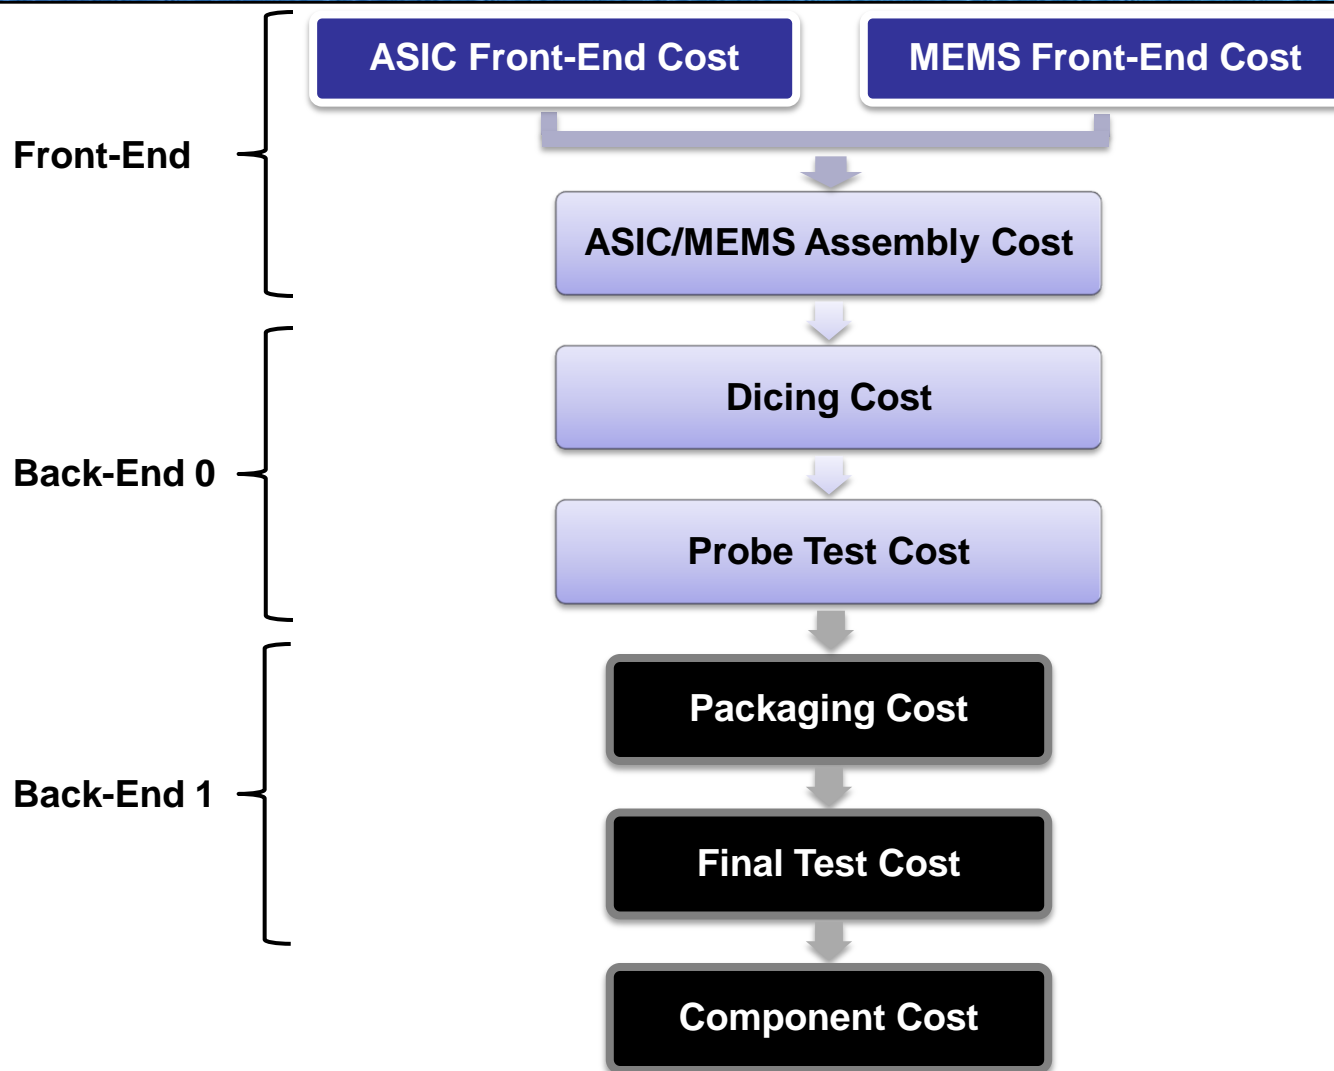 ASIC Front-End Cost
MEMS Front-End Cost
Front-End
ASIC/MEMS Assembly Cost
Dicing Cost
Back-End 0
Probe Test Cost
Packaging Cost
Back-End 1
Final Test Cost
Component Cost